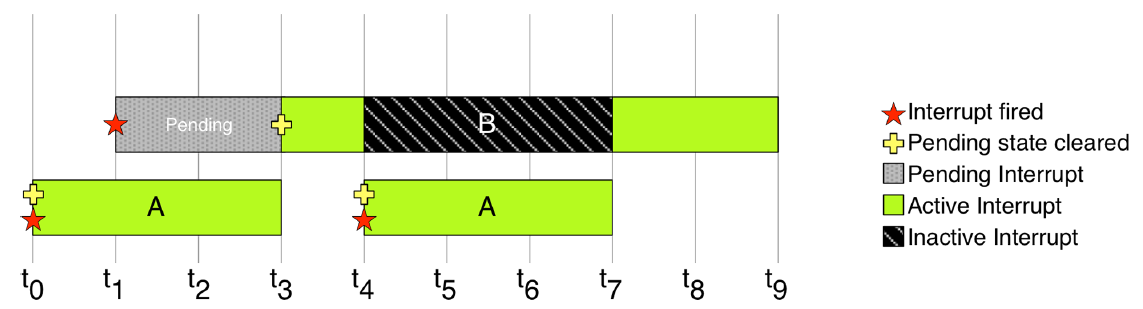 Pending
B
A
A
t0
t1
t2
t3
t4
t5
t6
t7
t8
t9
Interrupt fired
Pending state cleared
Pending Interrupt
Active Interrupt
Inactive Interrupt